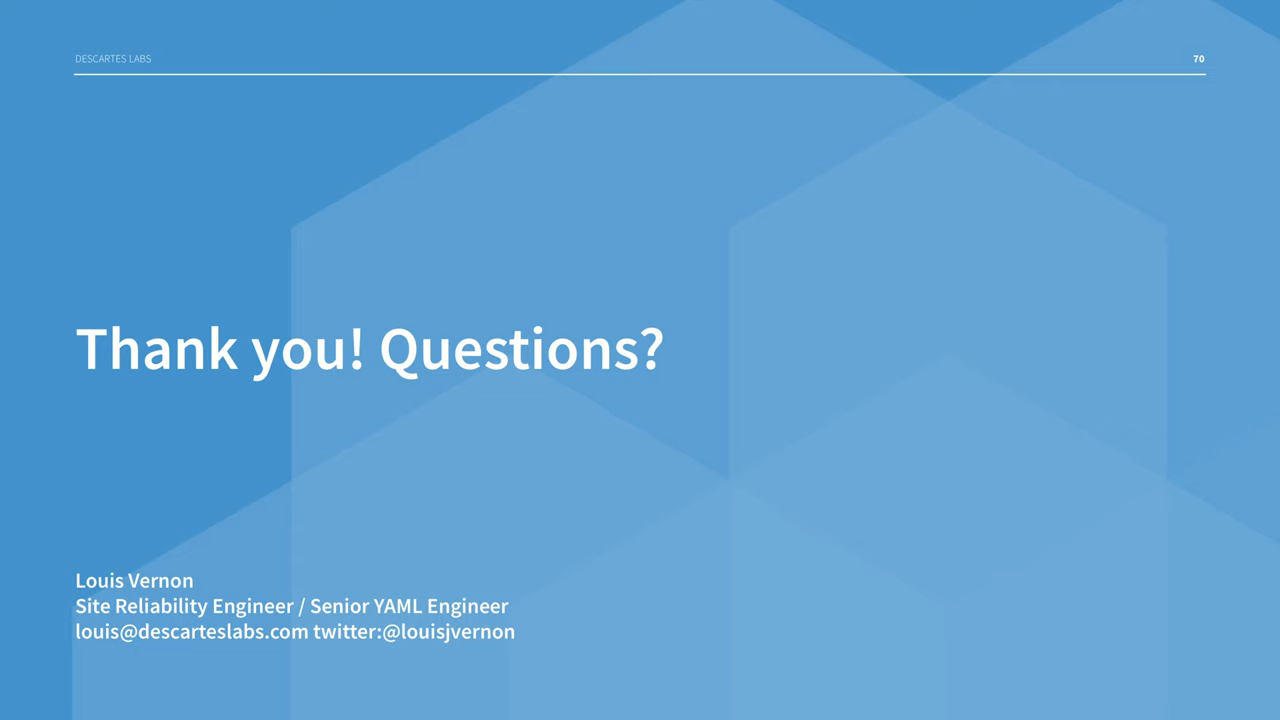 DESCARTES LABS
70
Thank you! Questions?
Louis Vernon
Site Reliability Engineer / Senior YAML Engineer
louis@descarteslabs.com twitter:@louisjvernon